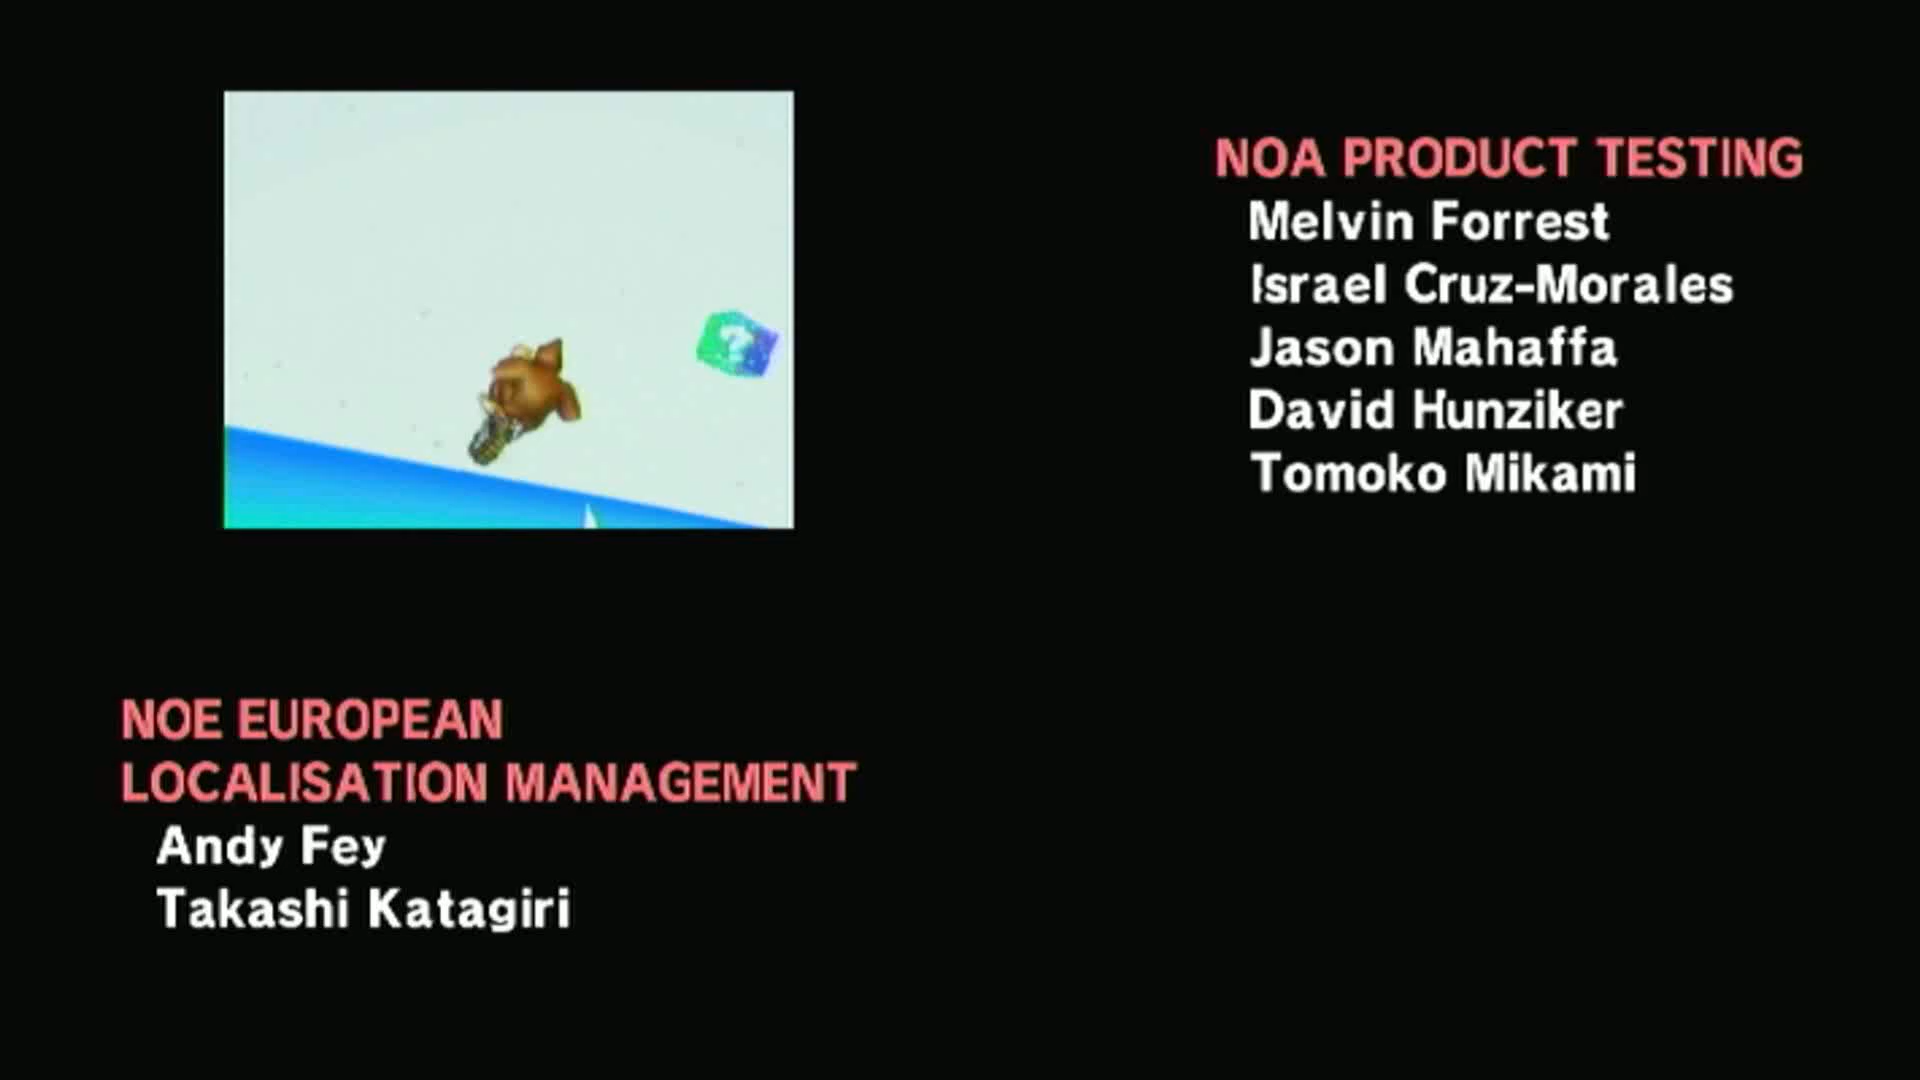 NOA PRODUCT TESTING
Melvin Forrest
Israel Cruz-Morales
Jason Mahaffa
David Hunziker
Tomoko Mikami
NOE EUROPEAN
LOCALISATION MANAGEMENT
Andy Fey
Takashi Katagiri